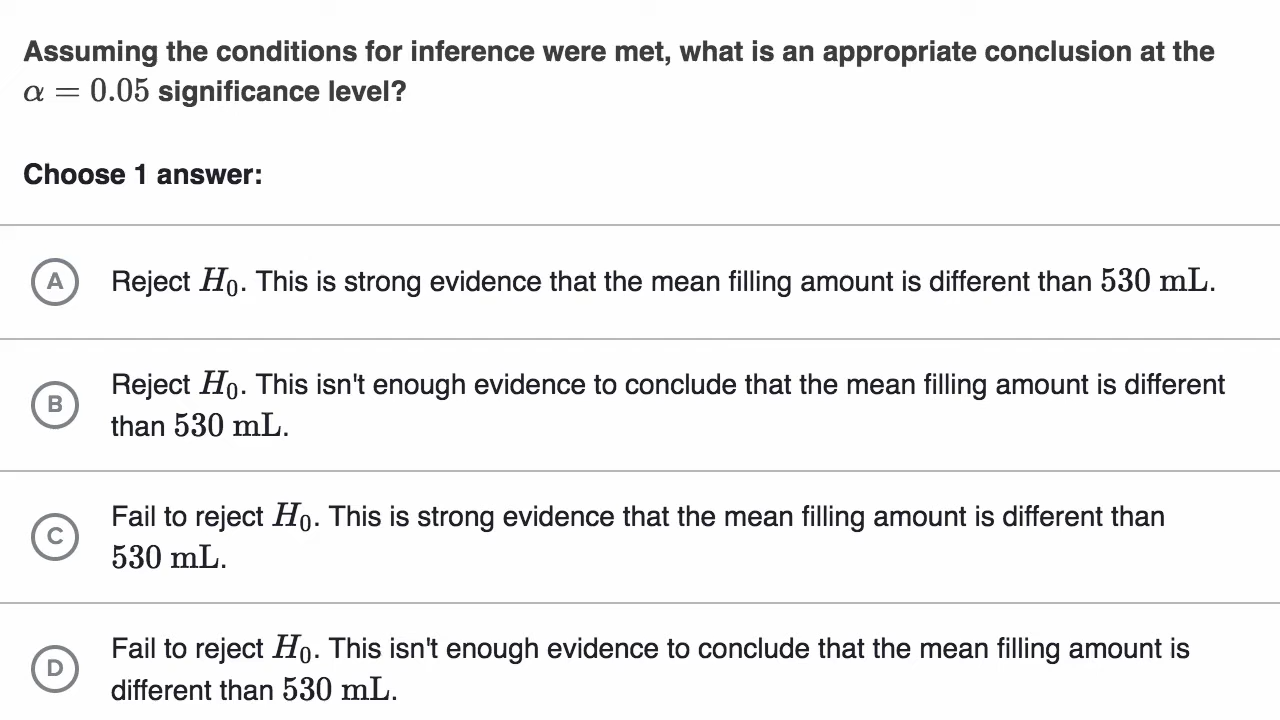 Assuming the conditions for inference were met, what is an appropriate conclusion at the
α = 0.05 significance level?
Choose 1 answer:
A Reject H₀. This is strong evidence that the mean filling amount is different than 530 mL.
B Reject H₀. This isn't enough evidence to conclude that the mean filling amount is different
than 530 mL.
C Fail to reject H₀. This is strong evidence that the mean filling amount is different than
530 mL.
D Fail to reject H₀. This isn't enough evidence to conclude that the mean filling amount is
different than 530 mL.